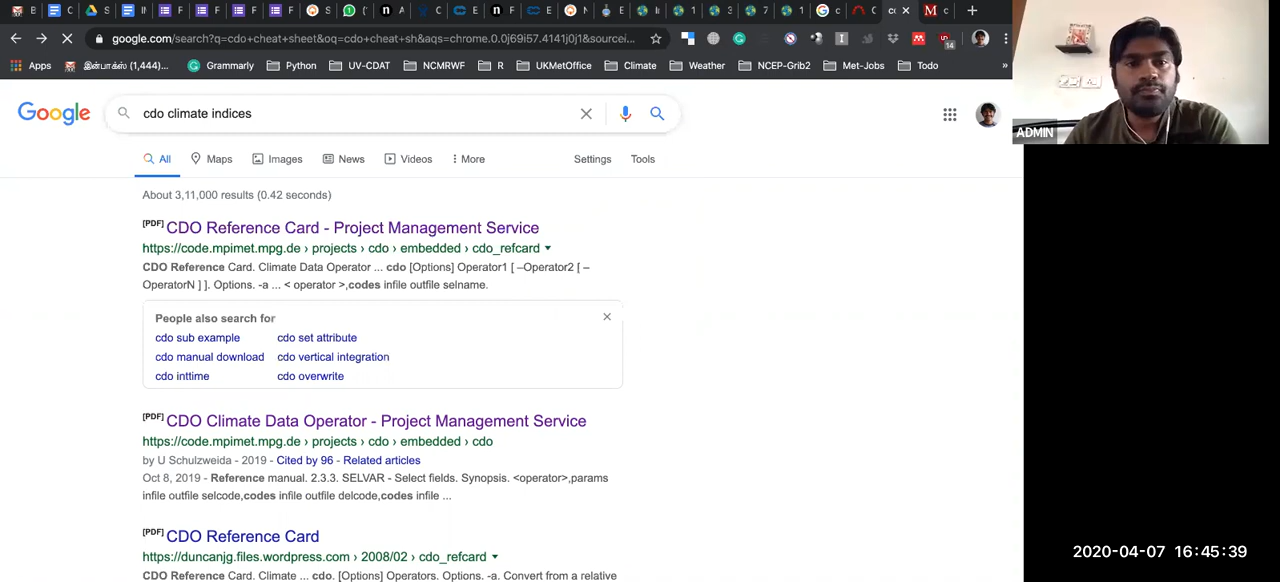 google.com/search?q=cdo+cheat+sheet&oq=cdo+cheat+sh&aqs=chrome.0.0j69i57.4141j0j1&sourcei...
14
Apps
இன்பாக்ஸ் (1,444)...
Grammarly
Python
UV-CDAT
NCMRWF
R
UKMetOffice
Climate
Weather
NCEP-Grib2
Met-Jobs
Todo
»
Google
cdo climate indices
All
Maps
Images
News
Videos
More
Settings
Tools
About 3,11,000 results (0.42 seconds)
[PDF] CDO Reference Card - Project Management Service
https://code.mpimet.mpg.de › projects › cdo › embedded › cdo_refcard
CDO Reference Card. Climate Data Operator ... cdo [Options] Operator1 [ –Operator2 [ –
OperatorN ] ]. Options. -a ... < operator >,codes infile outfile selname.
People also search for
cdo sub example
cdo set attribute
cdo manual download
cdo vertical integration
cdo inttime
cdo overwrite
[PDF] CDO Climate Data Operator - Project Management Service
https://code.mpimet.mpg.de › projects › cdo › embedded › cdo
by U Schulzweida - 2019 - Cited by 96 - Related articles
Oct 8, 2019 - Reference manual. 2.3.3. SELVAR - Select fields. Synopsis. <operator>,params
infile outfile selcode,codes infile outfile delcode,codes infile ...
[PDF] CDO Reference Card
https://duncanjg.files.wordpress.com › 2008/02 › cdo_refcard
CDO Reference Card. Climate ... cdo. [Options] Operators. Options. -a. Convert from a relative
ADMIN
2020-04-07 16:45:39